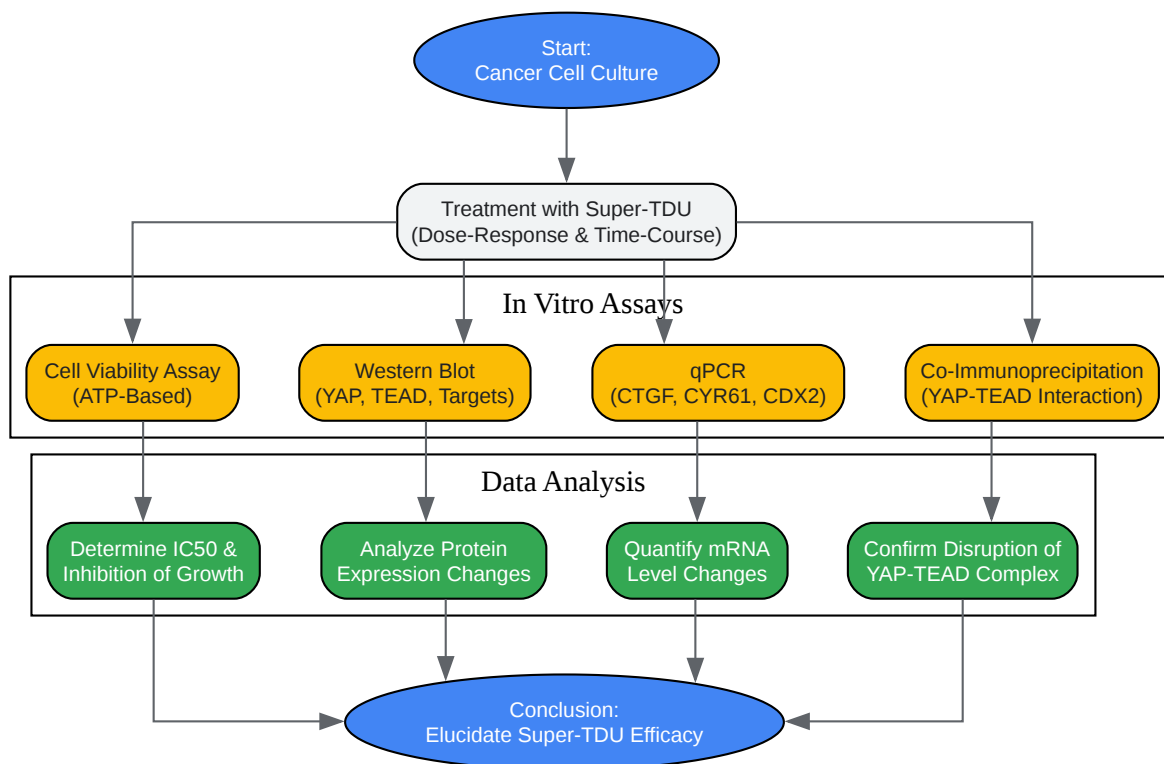 Start:
Cancer Cell Culture
Treatment with Super-TDU
(Dose-Response & Time-Course)
In Vitro Assays
Cell Viability Assay
(ATP-Based)
Western Blot
(YAP, TEAD, Targets)
qPCR
(CTGF, CYR61, CDX2)
Co-Immunoprecipitation
(YAP-TEAD Interaction)
Data Analysis
Determine IC50 &
Inhibition of Growth
Analyze Protein
Expression Changes
Quantify mRNA
Level Changes
Confirm Disruption of
YAP-TEAD Complex
Conclusion:
Elucidate Super-TDU Efficacy